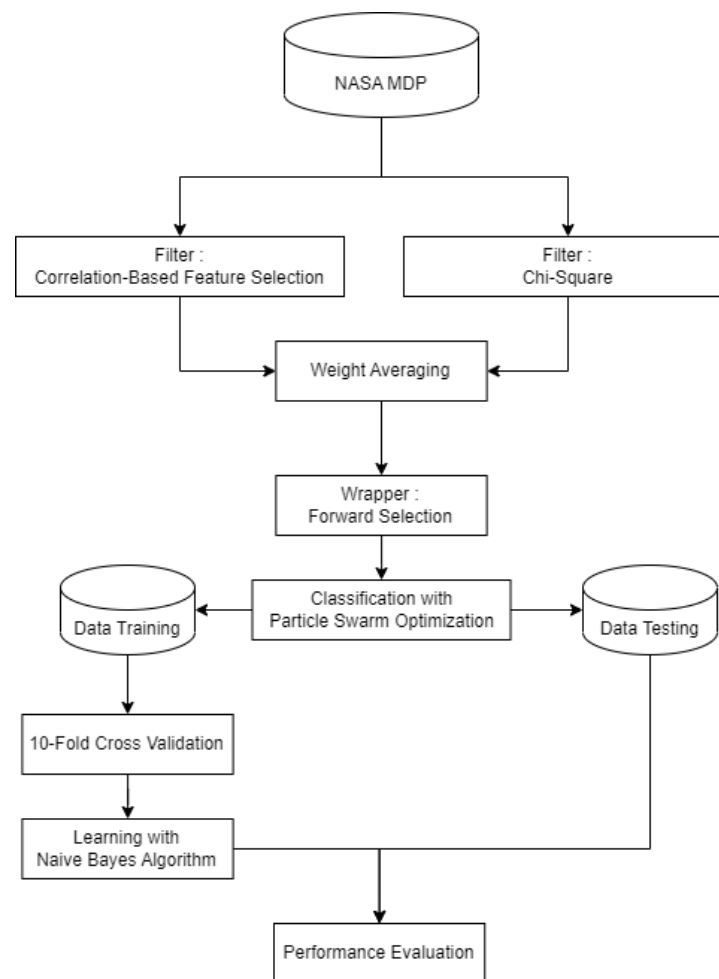 NASA MDP
Filter :
Correlation-Based Feature Selection
Filter :
Chi-Square
Weight Averaging
Wrapper :
Forward Selection
Classification with
Particle Swarm Optimization
Data Training
Data Testing
10-Fold Cross Validation
Learning with
Naive Bayes Algorithm
Performance Evaluation